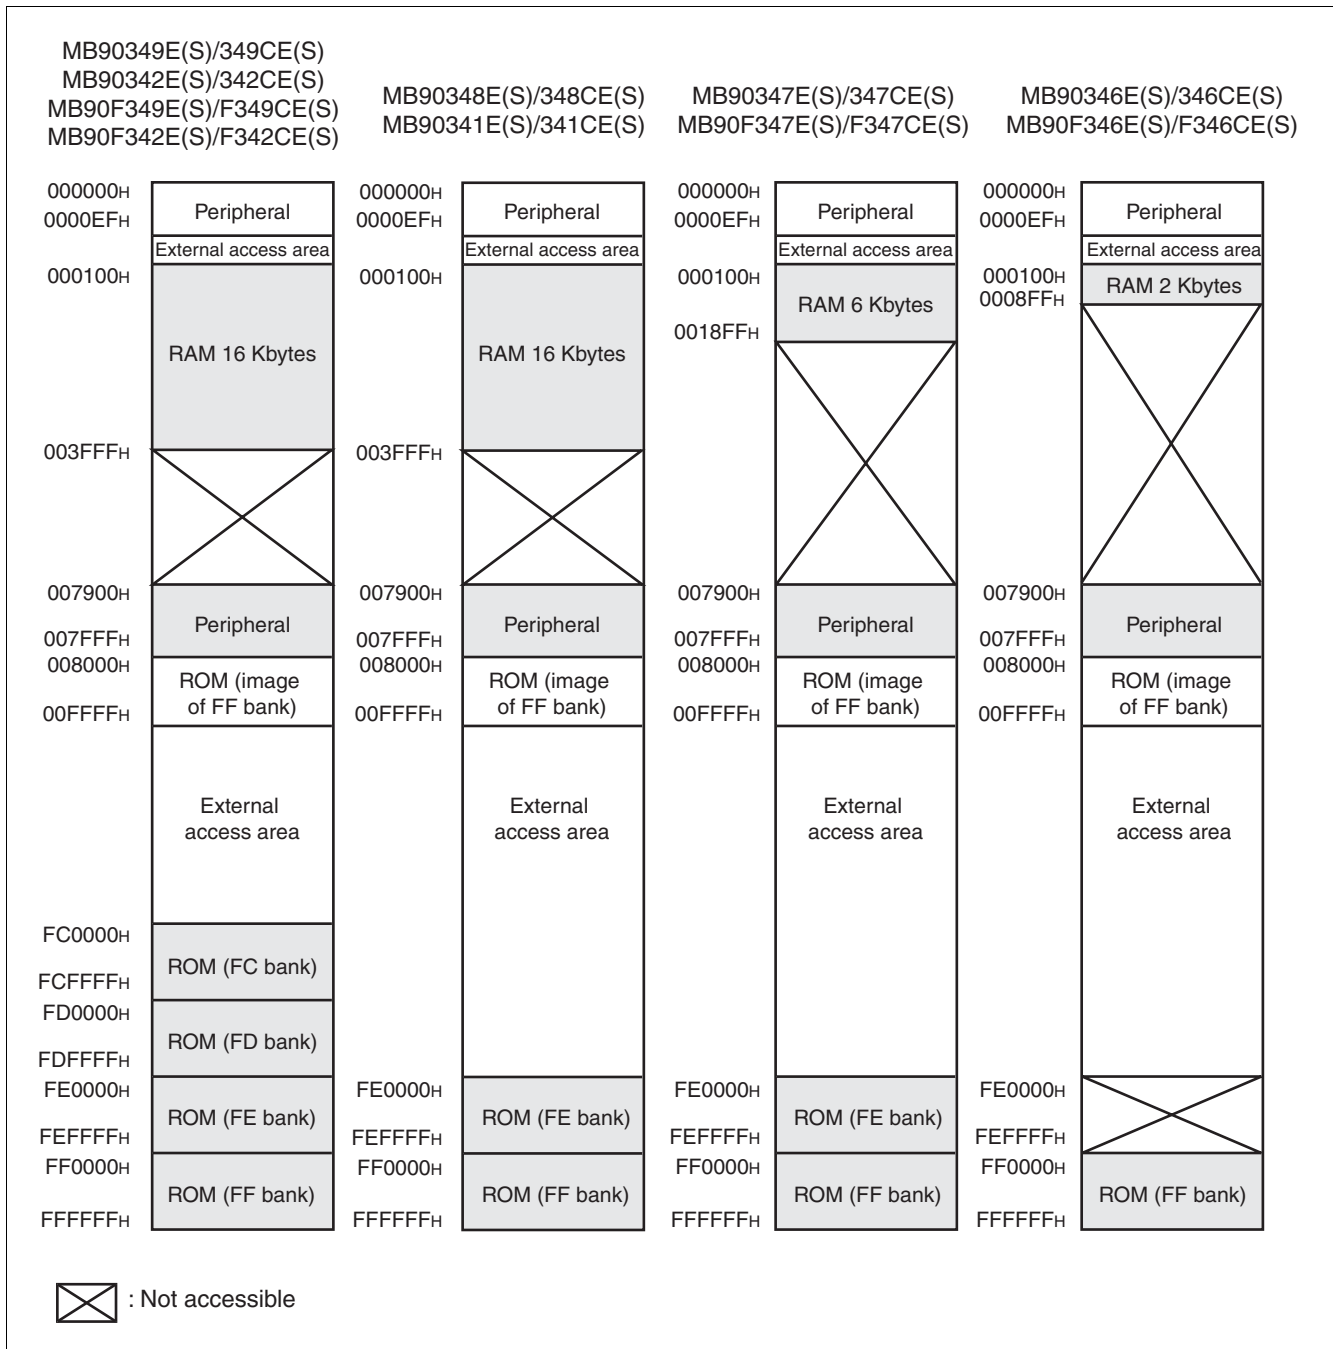 MB90349E(S)/349CE(S)
MB90342E(S)/342CE(S)
MB90F349E(S)/F349CE(S)
MB90F342E(S)/F342CE(S)
000000H
0000EFH
000100H
003FFFH
007900H
007FFFH
008000H
00FFFFH
FC0000H
FCFFFFH
FD0000H
FDFFFFH
FE0000H
FEFFFFH
FF0000H
FFFFFFH
Peripheral
External access area
RAM 16 Kbytes
Peripheral
ROM (image
of FF bank)
External
access area
ROM (FC bank)
ROM (FD bank)
ROM (FE bank)
ROM (FF bank)
MB90348E(S)/348CE(S)
MB90341E(S)/341CE(S)
000000H
0000EFH
000100H
003FFFH
007900H
007FFFH
008000H
00FFFFH
FE0000H
FEFFFFH
FF0000H
FFFFFFH
Peripheral
External access area
RAM 16 Kbytes
Peripheral
ROM (image
of FF bank)
External
access area
ROM (FE bank)
ROM (FF bank)
MB90347E(S)/347CE(S)
MB90F347E(S)/F347CE(S)
000000H
0000EFH
000100H
0018FFH
007900H
007FFFH
008000H
00FFFFH
FE0000H
FEFFFFH
FF0000H
FFFFFFH
Peripheral
External access area
RAM 6 Kbytes
Peripheral
ROM (image
of FF bank)
External
access area
ROM (FE bank)
ROM (FF bank)
MB90346E(S)/346CE(S)
MB90F346E(S)/F346CE(S)
000000H
0000EFH
000100H
0008FFH
007900H
007FFFH
008000H
00FFFFH
FE0000H
FEFFFFH
FF0000H
FFFFFFH
Peripheral
External access area
RAM 2 Kbytes
Peripheral
ROM (image
of FF bank)
External
access area
ROM (FF bank)
: Not accessible